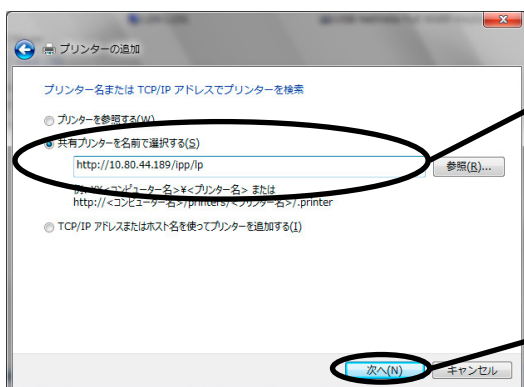 プリンターの追加
プリンター名または TCP/IP アドレスでプリンターを検索
プリンターを参照する(W)
共有プリンターを名前で選択する(S)
http://10.80.44.189/ipp/lp
参照(R)...
例: ¥¥<コンピューター名>¥<プリンター名> または
http://<コンピューター名>/printers/<プリンター名>/.printer
TCP/IP アドレスまたはホスト名を使ってプリンターを追加する(I)
次へ(N)
キャンセル